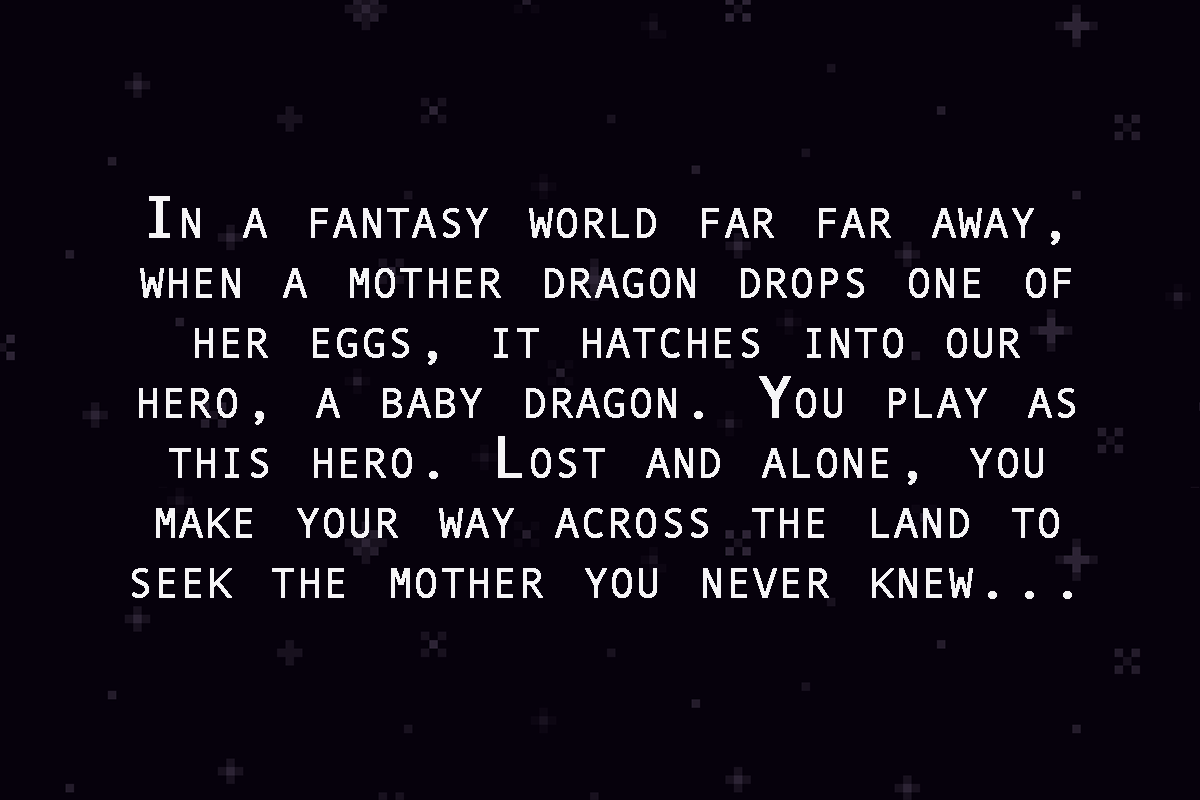 In a fantasy world far far away,
when a mother dragon drops one of
her eggs, it hatches into our
hero, a baby dragon. You play as
this hero. Lost and alone, you
make your way across the land to
seek the mother you never knew...